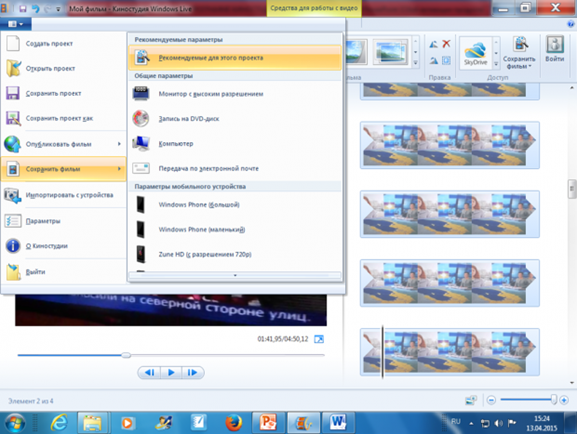 Мой фильм - Киностудия Windows Live
Средства для работы с видео
Создать проект
Открыть проект
Сохранить проект
Сохранить проект как
Опубликовать фильм
Сохранить фильм
Импортировать с устройства
Параметры
О Киностудии
Выйти
Рекомендуемые параметры
Рекомендуемые для этого проекта
Общие параметры
Монитор с высоким разрешением
Запись на DVD-диск
Компьютер
Передача по электронной почте
Параметры мобильного устройства
Windows Phone (большой)
Windows Phone (маленький)
Zune HD (с разрешением 720p)
Правка
SkyDrive
Сохранить фильм
Доступ
Войти
на северной стороне улиц.
01:41,95/04:50,12
Элемент 2 из 4
RU
15:24
13.04.2015